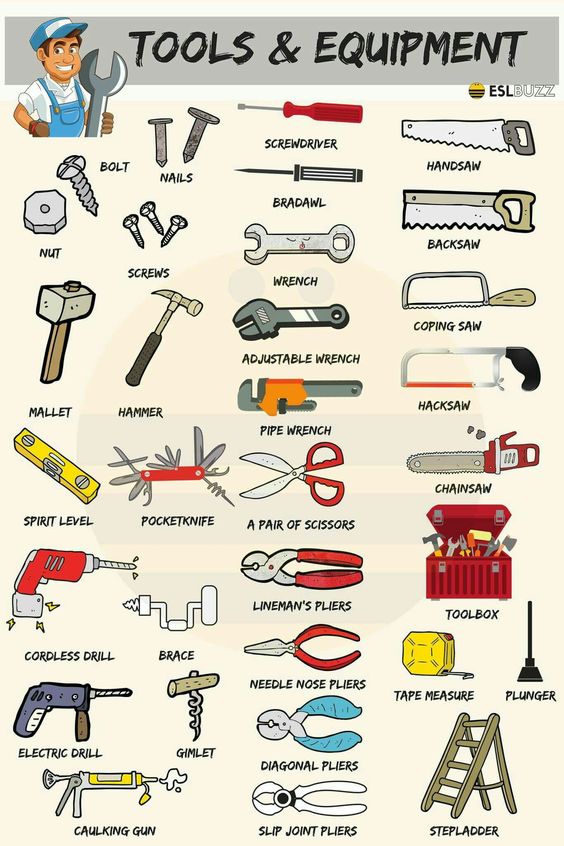 TOOLS & EQUIPMENT
ESLBUZZ
SCREWDRIVER
HANDSAW
BOLT
NAILS
BRADAWL
BACKSAW
NUT
SCREWS
WRENCH
COPING SAW
MALLET
HAMMER
ADJUSTABLE WRENCH
HACKSAW
PIPE WRENCH
CHAINSAW
SPIRIT LEVEL
POCKETKNIFE
A PAIR OF SCISSORS
LINEMAN'S PLIERS
TOOLBOX
CORDLESS DRILL
BRACE
NEEDLE NOSE PLIERS
TAPE MEASURE
PLUNGER
ELECTRIC DRILL
GIMLET
DIAGONAL PLIERS
CAULKING GUN
SLIP JOINT PLIERS
STEPLADDER